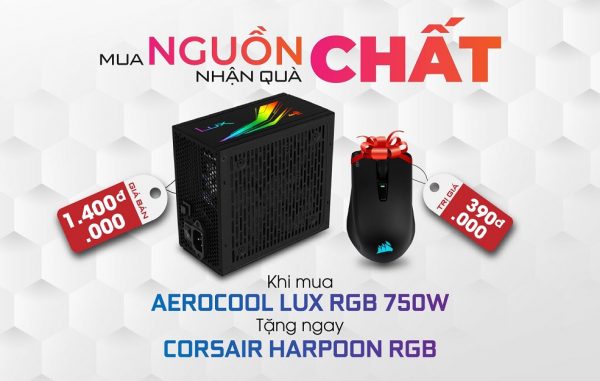 MUA NGUỒN
NHẬN QUÀ
CHẤT
LUX
GIÁ BÁN
1.400đ
.000
TRỊ GIÁ
390đ
.000
Khi mua
AEROCOOL LUX RGB 750W
Tặng ngay
CORSAIR HARPOON RGB